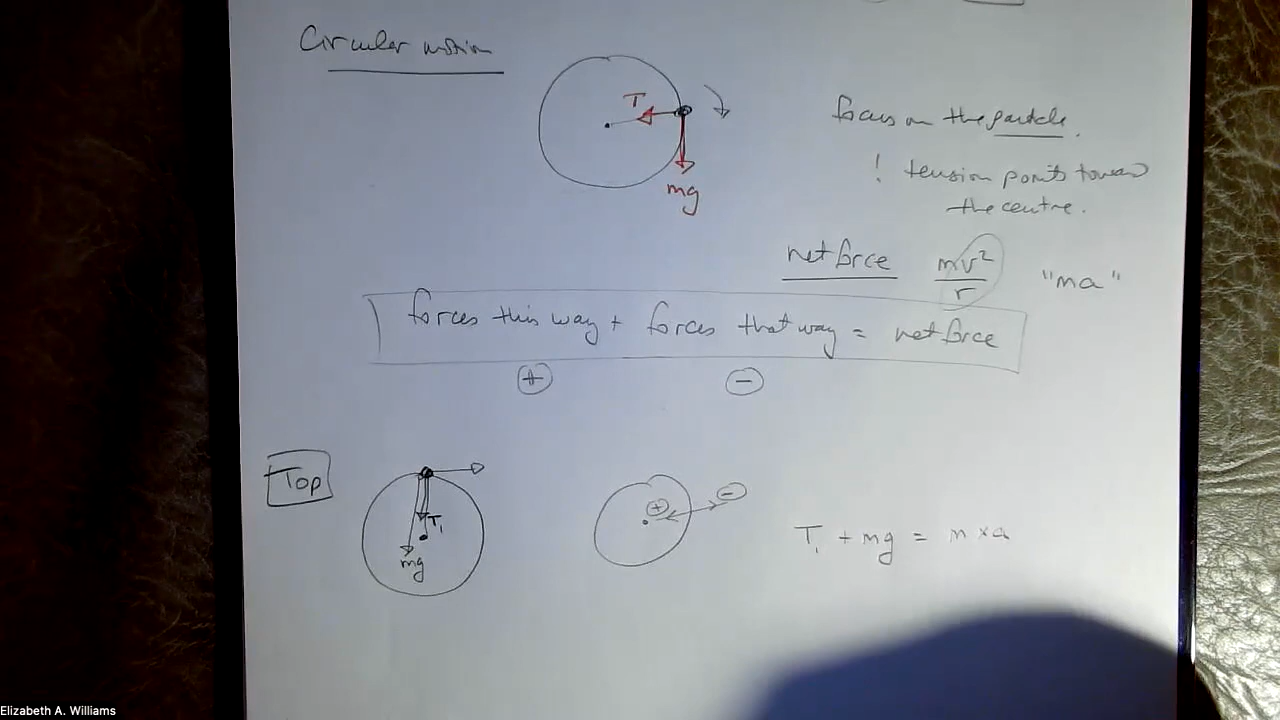 Circular motion
T
mg
focus on the particle.
! tension points toward
the centre.
net force mv²/r "ma"
forces this way + forces that way = net force
+ −
Top
T₁
mg
+ −
T₁ + mg = m × a
Elizabeth A. Williams